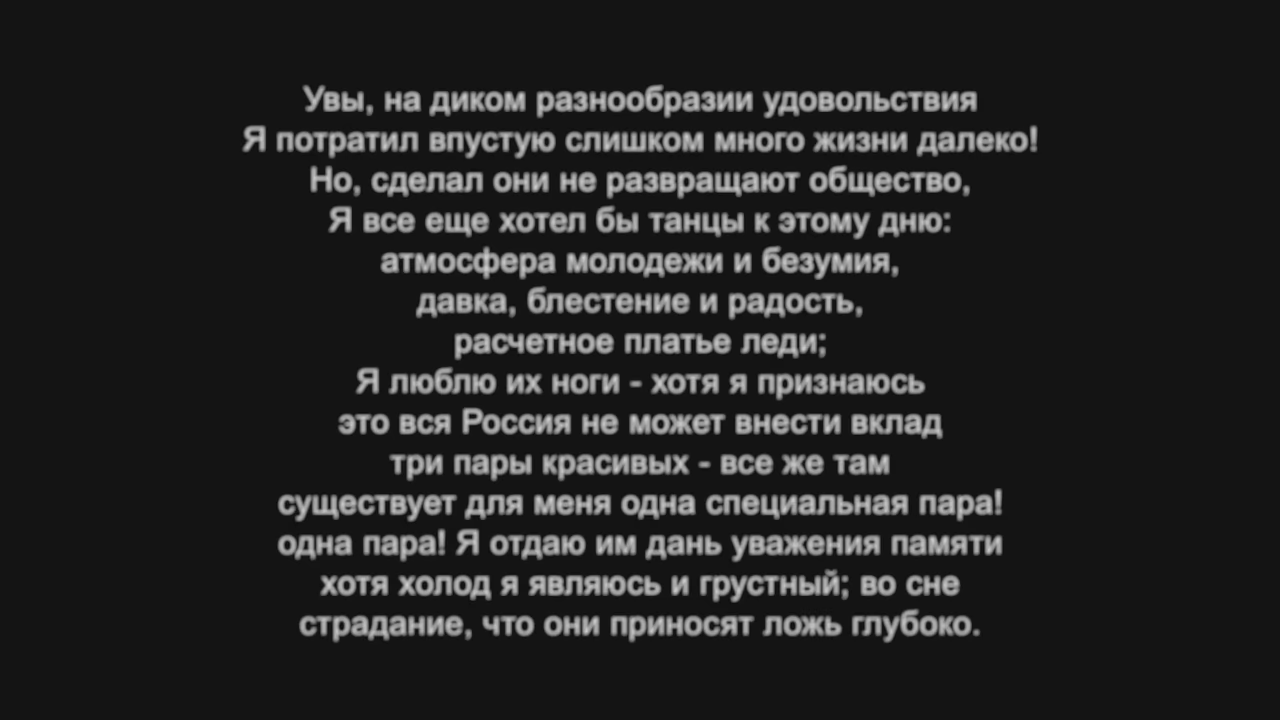 Увы, на диком разнообразии удовольствия
Я потратил впустую слишком много жизни далеко!
Но, сделал они не развращают общество,
Я все еще хотел бы танцы к этому дню:
атмосфера молодежи и безумия,
давка, блестение и радость,
расчетное платье леди;
Я люблю их ноги - хотя я признаюсь
это вся Россия не может внести вклад
три пары красивых - все же там
существует для меня одна специальная пара!
одна пара! Я отдаю им дань уважения памяти
хотя холод я являюсь и грустный; во сне
страдание, что они приносят ложь глубоко.